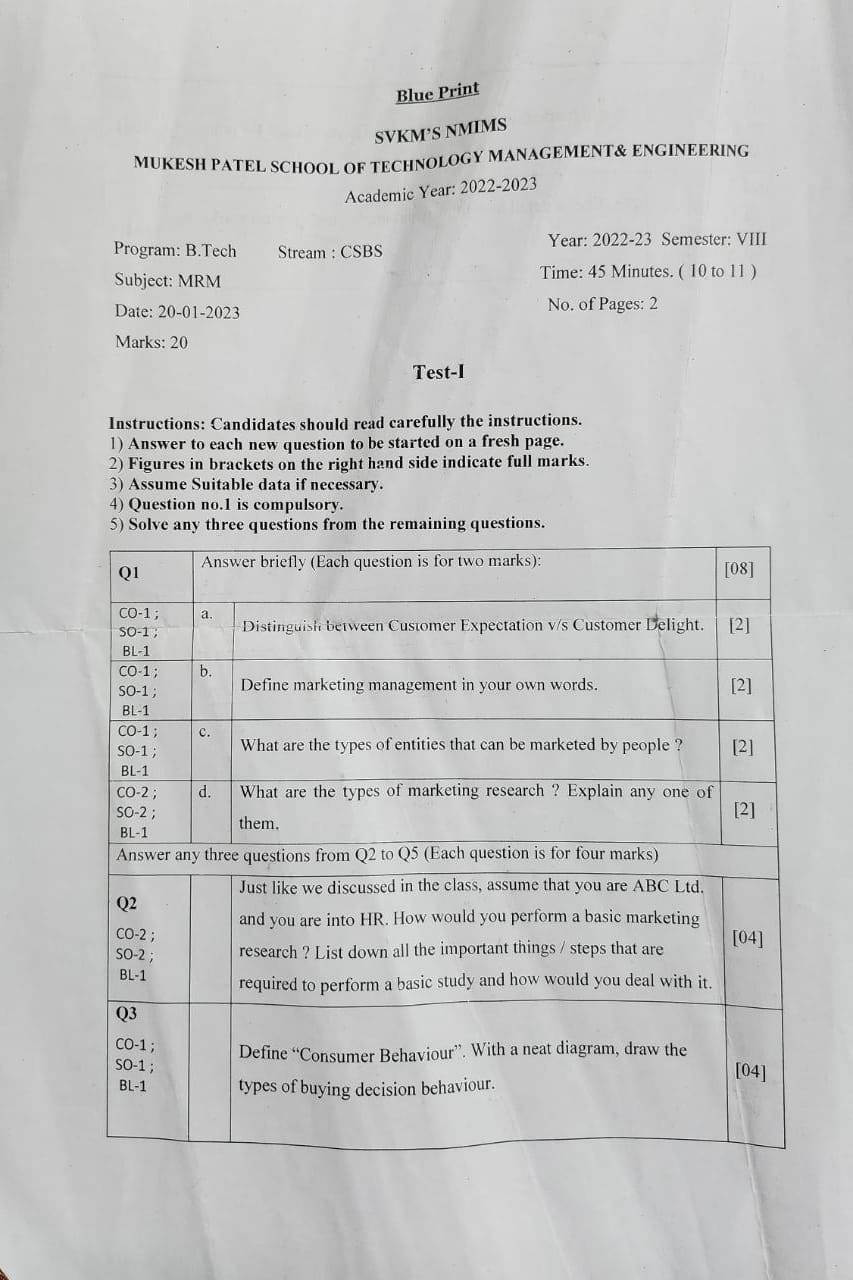 Blue Print
SVKM'S NMIMS
MUKESH PATEL SCHOOL OF TECHNOLOGY MANAGEMENT& ENGINEERING
Academic Year: 2022-2023
Program: B.Tech Stream : CSBS Year: 2022-23 Semester: VIII
Subject: MRM Time: 45 Minutes. ( 10 to 11 )
Date: 20-01-2023 No. of Pages: 2
Marks: 20
Test-I
Instructions: Candidates should read carefully the instructions.
1) Answer to each new question to be started on a fresh page.
2) Figures in brackets on the right hand side indicate full marks.
3) Assume Suitable data if necessary.
4) Question no.1 is compulsory.
5) Solve any three questions from the remaining questions.
Q1 Answer briefly (Each question is for two marks): [08]
CO-1 ;
SO-1 ;
BL-1
a. Distinguish between Customer Expectation v/s Customer Delight. [2]
CO-1 ;
SO-1 ;
BL-1
b. Define marketing management in your own words. [2]
CO-1 ;
SO-1 ;
BL-1
c. What are the types of entities that can be marketed by people ? [2]
CO-2 ;
SO-2 ;
BL-1
d. What are the types of marketing research ? Explain any one of
them. [2]
Answer any three questions from Q2 to Q5 (Each question is for four marks)
Q2
CO-2 ;
SO-2 ;
BL-1
Just like we discussed in the class, assume that you are ABC Ltd.
and you are into HR. How would you perform a basic marketing
research ? List down all the important things / steps that are
required to perform a basic study and how would you deal with it.
[04]
Q3
CO-1 ;
SO-1 ;
BL-1
Define “Consumer Behaviour”. With a neat diagram, draw the
types of buying decision behaviour.
[04]